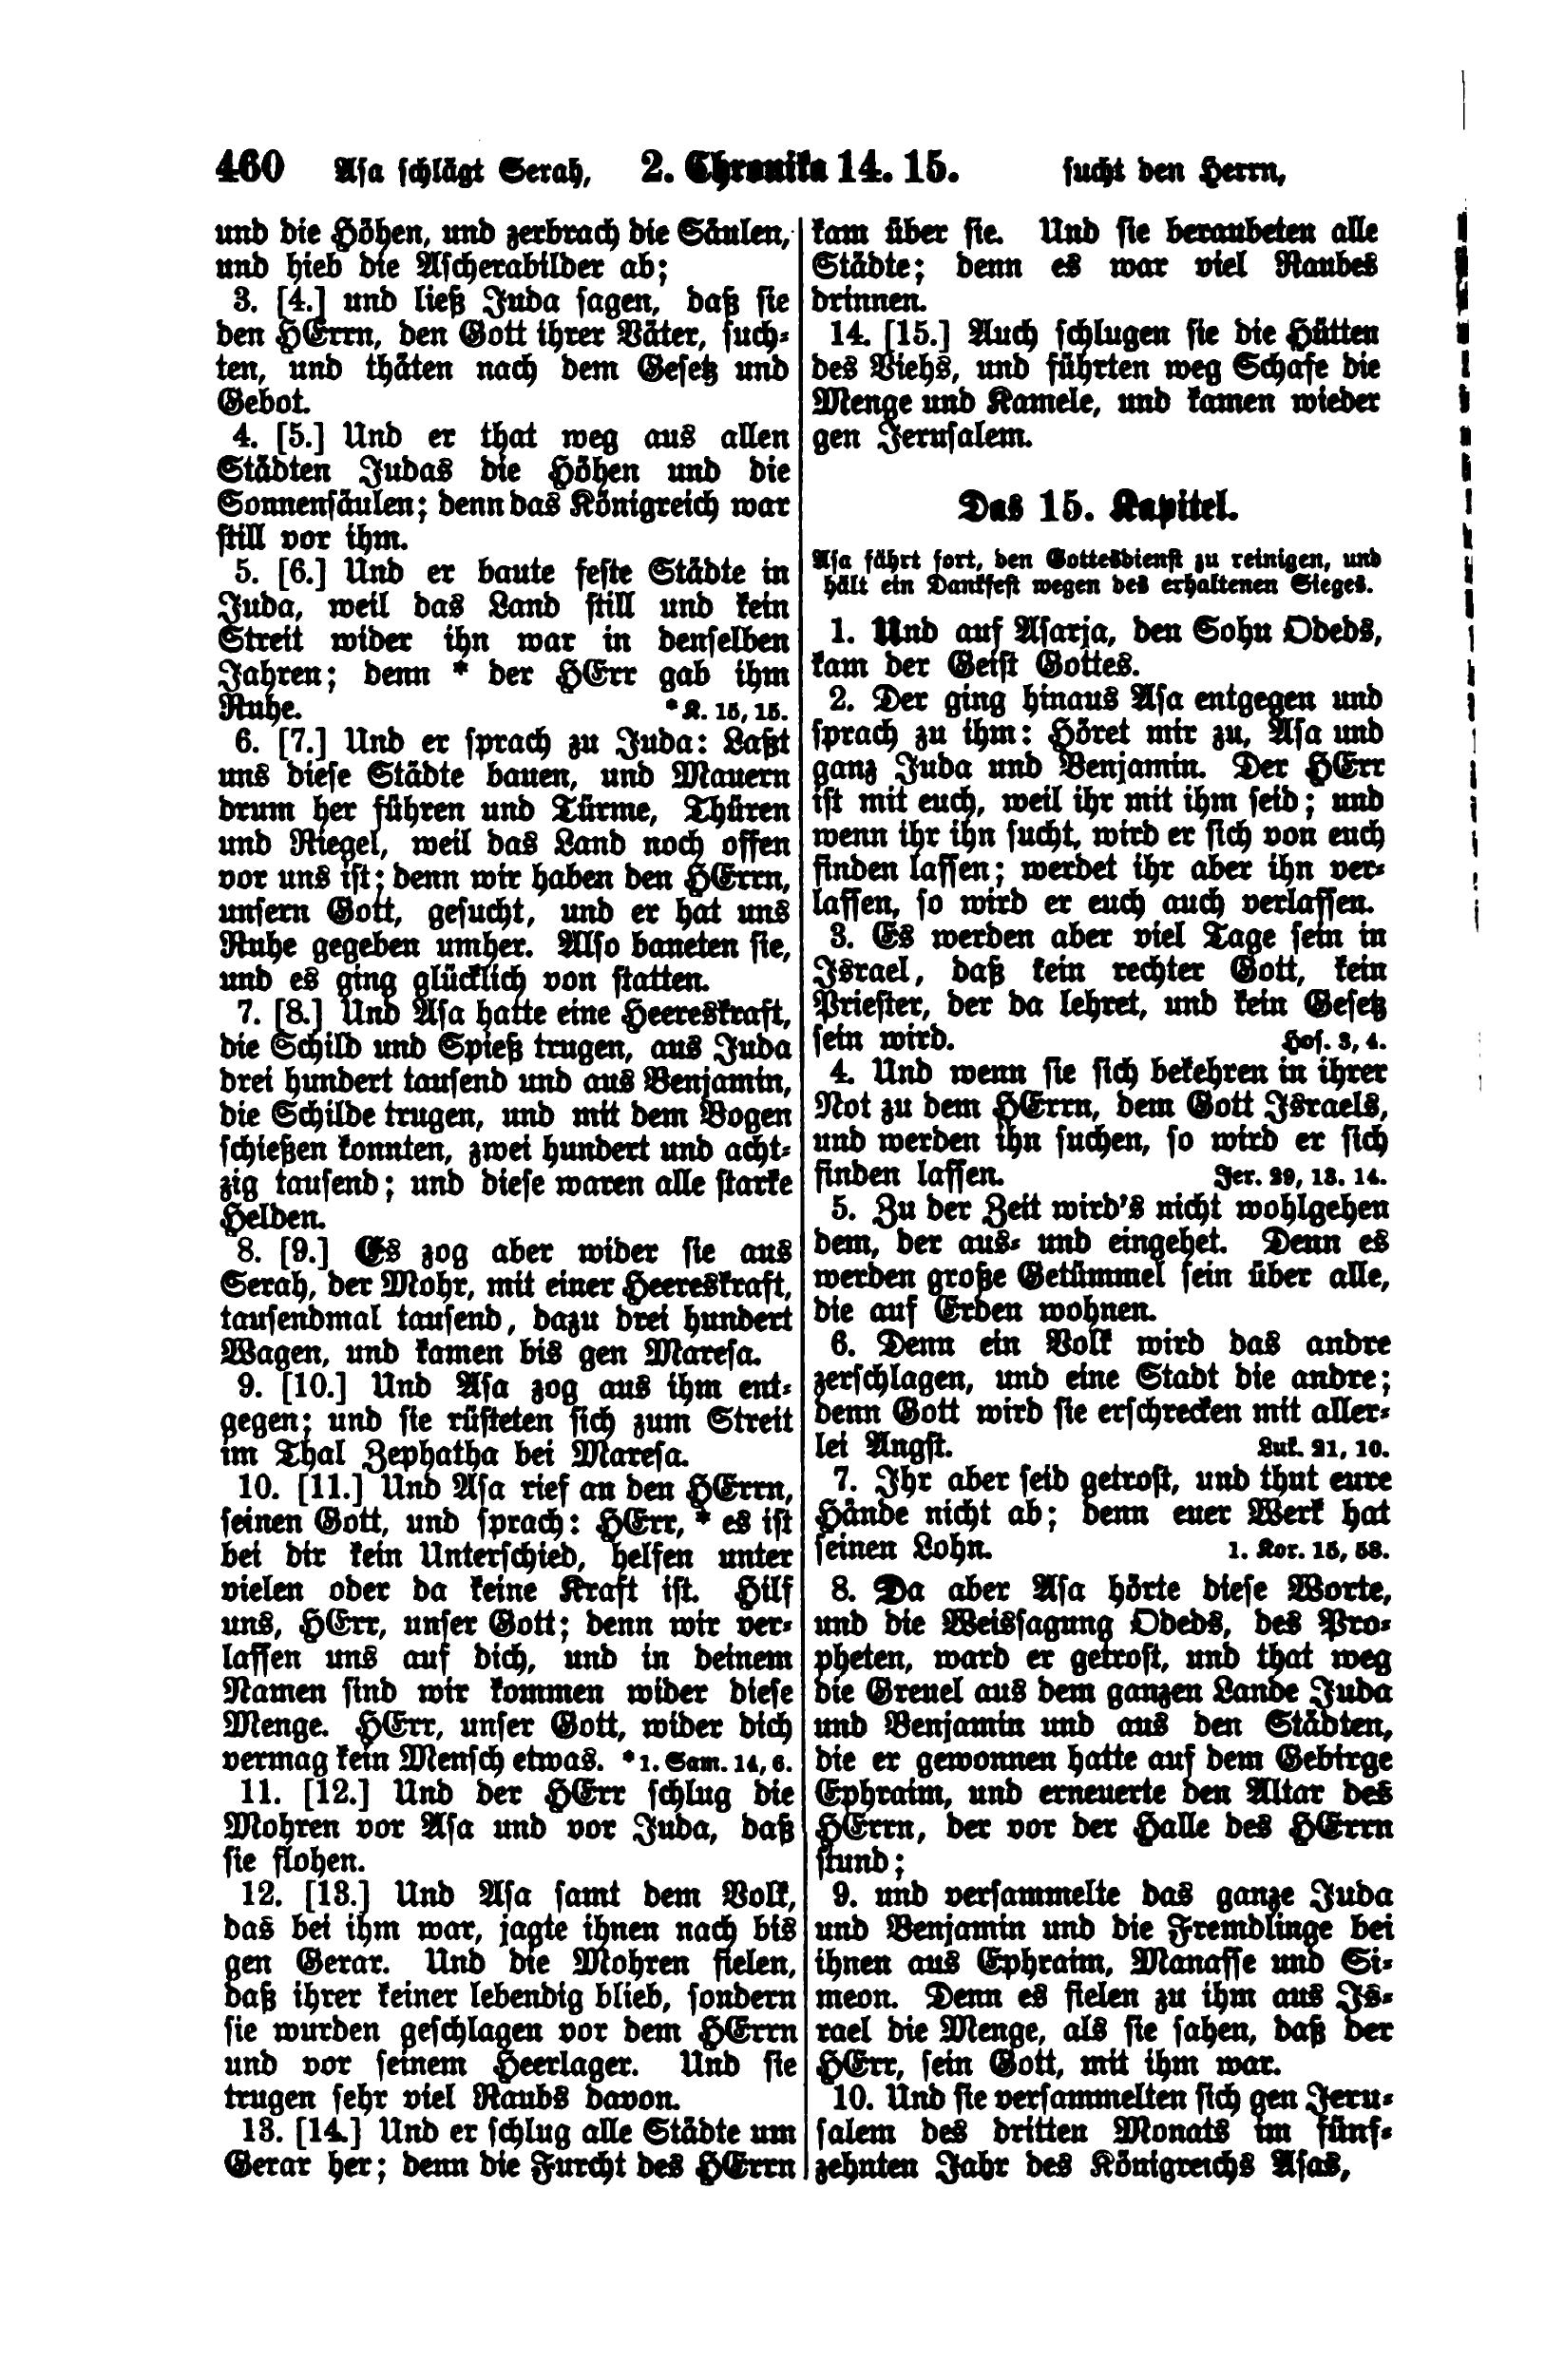 460 Asa schlägt Serah, 2. Chronika 14. 15. sucht den Herrn,
und die Höhen, und zerbrach die Säulen,
und hieb die Ascherabilder ab;
3. [4.] und ließ Juda sagen, daß sie
den HErrn, den Gott ihrer Väter, such-
ten, und thäten nach dem Gesetz und
Gebot.
4. [5.] Und er that weg aus allen
Städten Judas die Höhen und die
Sonnensäulen; denn das Königreich war
still vor ihm.
5. [6.] Und er baute feste Städte in
Juda, weil das Land still und kein
Streit wider ihn war in denselben
Jahren; denn * der HErr gab ihm
Ruhe. *K. 15, 15.
6. [7.] Und er sprach zu Juda: Laßt
uns diese Städte bauen, und Mauern
drum her führen und Türme, Thüren
und Riegel, weil das Land noch offen
vor uns ist; denn wir haben den HErrn,
unsern Gott, gesucht, und er hat uns
Ruhe gegeben umher. Also baueten sie,
und es ging glücklich von statten.
7. [8.] Und Asa hatte eine Heereskraft,
die Schild und Spieß trugen, aus Juda
drei hundert tausend und aus Benjamin,
die Schilde trugen, und mit dem Bogen
schießen konnten, zwei hundert und acht-
zig tausend; und diese waren alle starke
Helden.
8. [9.] Es zog aber wider sie aus
Serah, der Mohr, mit einer Heereskraft,
tausendmal tausend, dazu drei hundert
Wagen, und kamen bis gen Maresa.
9. [10.] Und Asa zog aus ihm ent-
gegen; und sie rüsteten sich zum Streit
im Thal Zephatha bei Maresa.
10. [11.] Und Asa rief an den HErrn,
seinen Gott, und sprach: HErr, * es ist
bei dir kein Unterschied, helfen unter
vielen oder da keine Kraft ist. Hilf
uns, HErr, unser Gott; denn wir ver-
lassen uns auf dich, und in deinem
Namen sind wir kommen wider diese
Menge. HErr, unser Gott, wider dich
vermag kein Mensch etwas. *1. Sam. 14, 6.
11. [12.] Und der HErr schlug die
Mohren vor Asa und vor Juda, daß
sie flohen.
12. [13.] Und Asa samt dem Volk,
das bei ihm war, jagte ihnen nach bis
gen Gerar. Und die Mohren fielen,
daß ihrer keiner lebendig blieb, sondern
sie wurden geschlagen vor dem HErrn
und vor seinem Heerlager. Und sie
trugen sehr viel Raubs davon.
13. [14.] Und er schlug alle Städte um
Gerar her; denn die Furcht des HErrn
kam über sie. Und sie beraubeten alle
Städte; denn es war viel Raubes
drinnen.
14. [15.] Auch schlugen sie die Hütten
des Viehs, und führten weg Schafe die
Menge und Kamele, und kamen wieder
gen Jerusalem.
Das 15. Kapitel.
Asa fährt fort, den Gottesdienst zu reinigen, und
hält ein Dankfest wegen des erhaltenen Sieges.
1. Und auf Asarja, den Sohn Odeds,
kam der Geist Gottes.
2. Der ging hinaus Asa entgegen und
sprach zu ihm: Höret mir zu, Asa und
ganz Juda und Benjamin. Der HErr
ist mit euch, weil ihr mit ihm seid; und
wenn ihr ihn sucht, wird er sich von euch
finden lassen; werdet ihr aber ihn ver-
lassen, so wird er euch auch verlassen.
3. Es werden aber viel Tage sein in
Israel, daß kein rechter Gott, kein
Priester, der da lehret, und kein Gesetz
sein wird. Hos. 3, 4.
4. Und wenn sie sich bekehren in ihrer
Not zu dem HErrn, dem Gott Israels,
und werden ihn suchen, so wird er sich
finden lassen. Jer. 29, 13. 14.
5. Zu der Zeit wird's nicht wohlgehen
dem, der aus- und eingehet. Denn es
werden große Getümmel sein über alle,
die auf Erden wohnen.
6. Denn ein Volk wird das andre
zerschlagen, und eine Stadt die andre;
denn Gott wird sie erschrecken mit aller-
lei Angst. Luk. 21, 10.
7. Ihr aber seid getrost, und thut eure
Hände nicht ab; denn euer Werk hat
seinen Lohn. 1. Kor. 15, 58.
8. Da aber Asa hörte diese Worte,
und die Weissagung Odeds, des Pro-
pheten, ward er getrost, und that weg
die Greuel aus dem ganzen Lande Juda
und Benjamin und aus den Städten,
die er gewonnen hatte auf dem Gebirge
Ephraim, und erneuerte den Altar des
HErrn, der vor der Halle des HErrn
stund;
9. und versammelte das ganze Juda
und Benjamin und die Fremdlinge bei
ihnen aus Ephraim, Manasse und Si-
meon. Denn es fielen zu ihm aus Is-
rael die Menge, als sie sahen, daß der
HErr, sein Gott, mit ihm war.
10. Und sie versammelten sich gen Jeru-
salem des dritten Monats im fünf-
zehnten Jahr des Königreichs Asas,